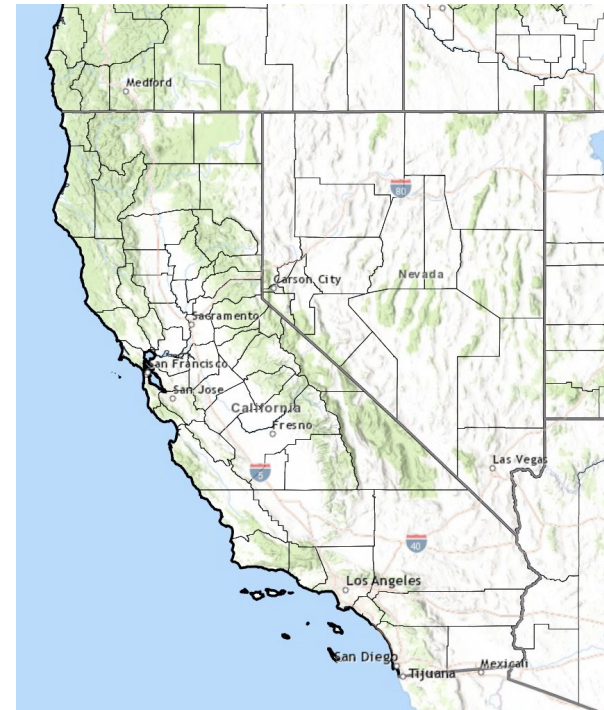 Medford
80
Carson City
Nevada
Sacramento
San Francisco
San Jose
California
Fresno
5
Las Vegas
40
Los Angeles
San Diego
Tijuana
Mexicali